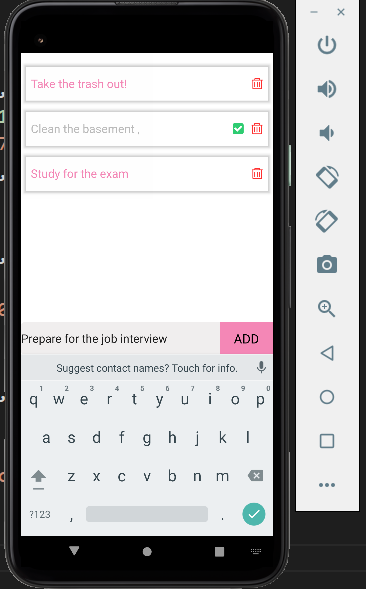 Take the trash out!
Clean the basement ,
Study for the exam
Prepare for the job interview ADD
Suggest contact names? Touch for info.
1 2 3 4 5 6 7 8 9 0
q w e r t y u i o p
a s d f g h j k l
z x c v b n m
?123 , .